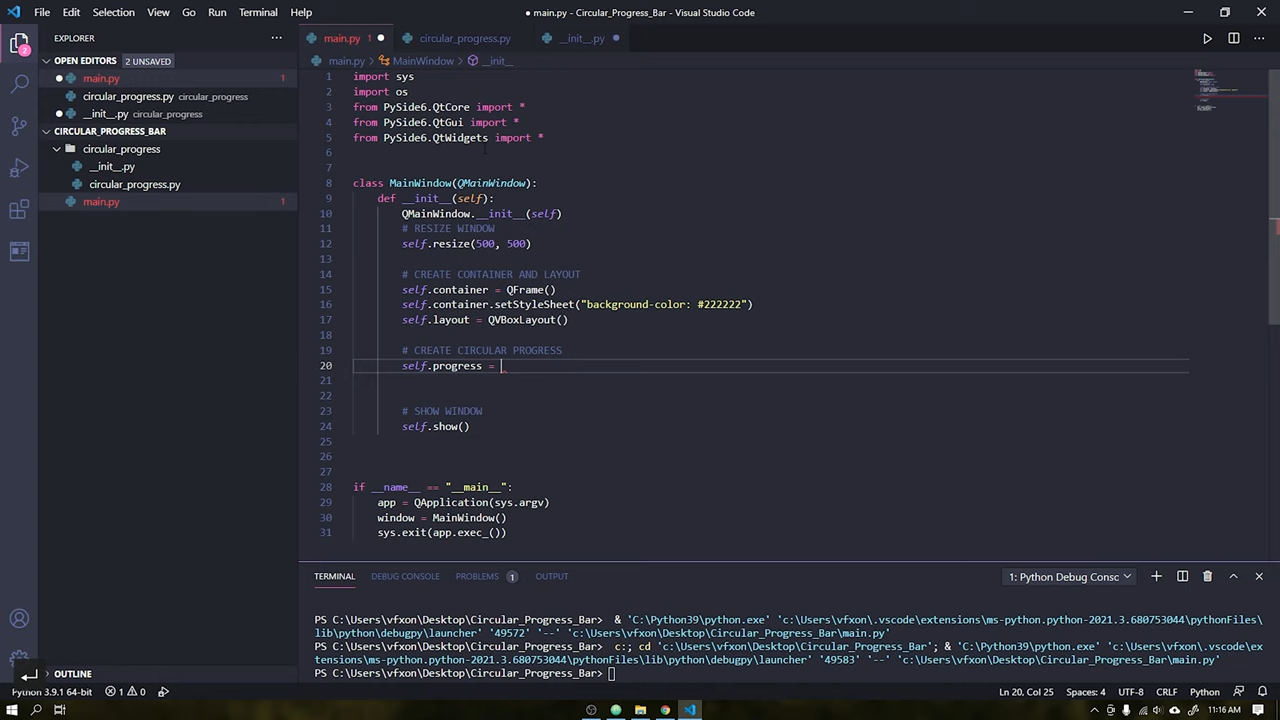 File Edit Selection View Go Run Terminal Help
● main.py - Circular_Progress_Bar - Visual Studio Code
EXPLORER
OPEN EDITORS 2 UNSAVED
main.py 1
circular_progress.py circular_progress
__init__.py circular_progress
CIRCULAR_PROGRESS_BAR
circular_progress
__init__.py
circular_progress.py
main.py 1
OUTLINE
2
main.py 1 circular_progress.py __init__.py
main.py > MainWindow > __init__
1 import sys
2 import os
3 from PySide6.QtCore import *
4 from PySide6.QtGui import *
5 from PySide6.QtWidgets import *
6
7
8 class MainWindow(QMainWindow):
9 def __init__(self):
10 QMainWindow.__init__(self)
11 # RESIZE WINDOW
12 self.resize(500, 500)
13
14 # CREATE CONTAINER AND LAYOUT
15 self.container = QFrame()
16 self.container.setStyleSheet("background-color: #222222")
17 self.layout = QVBoxLayout()
18
19 # CREATE CIRCULAR PROGRESS
20 self.progress =
21
22
23 # SHOW WINDOW
24 self.show()
25
26
27
28 if __name__ == "__main__":
29 app = QApplication(sys.argv)
30 window = MainWindow()
31 sys.exit(app.exec_())
TERMINAL DEBUG CONSOLE PROBLEMS 1 OUTPUT
1: Python Debug Consc
PS C:\Users\vfxon\Desktop\Circular_Progress_Bar> & 'C:\Python39\python.exe' 'c:\Users\vfxon\.vscode\extensions\ms-python.python-2021.3.680753044\pythonFiles\
lib\python\debugpy\launcher' '49572' '--' 'c:\Users\vfxon\Desktop\Circular_Progress_Bar\main.py'
PS C:\Users\vfxon\Desktop\Circular_Progress_Bar> c:; cd 'c:\Users\vfxon\Desktop\Circular_Progress_Bar'; & 'C:\Python39\python.exe' 'c:\Users\vfxon\.vscode\ex
tensions\ms-python.python-2021.3.680753044\pythonFiles\lib\python\debugpy\launcher' '49583' '--' 'c:\Users\vfxon\Desktop\Circular_Progress_Bar\main.py'
PS C:\Users\vfxon\Desktop\Circular_Progress_Bar>
Python 3.9.1 64-bit 1 0
Ln 20, Col 25 Spaces: 4 UTF-8 CRLF Python
11:16 AM